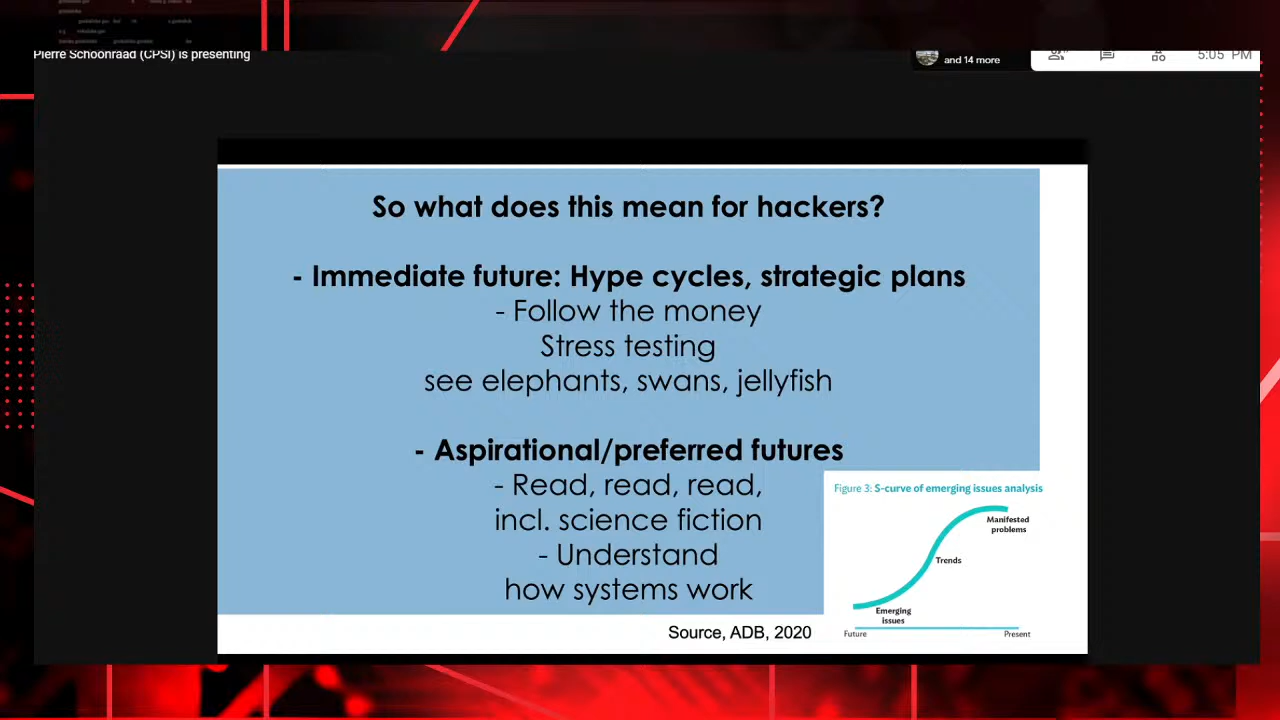 Pierre Schoonraad (CPSI) is presenting
and 14 more
5:05 PM
So what does this mean for hackers?
- Immediate future: Hype cycles, strategic plans
- Follow the money
Stress testing
see elephants, swans, jellyfish
- Aspirational/preferred futures
- Read, read, read,
incl. science fiction
- Understand
how systems work
Figure 3: S-curve of emerging issues analysis
Manifested
problems
Trends
Emerging
issues
Future
Present
Source, ADB, 2020